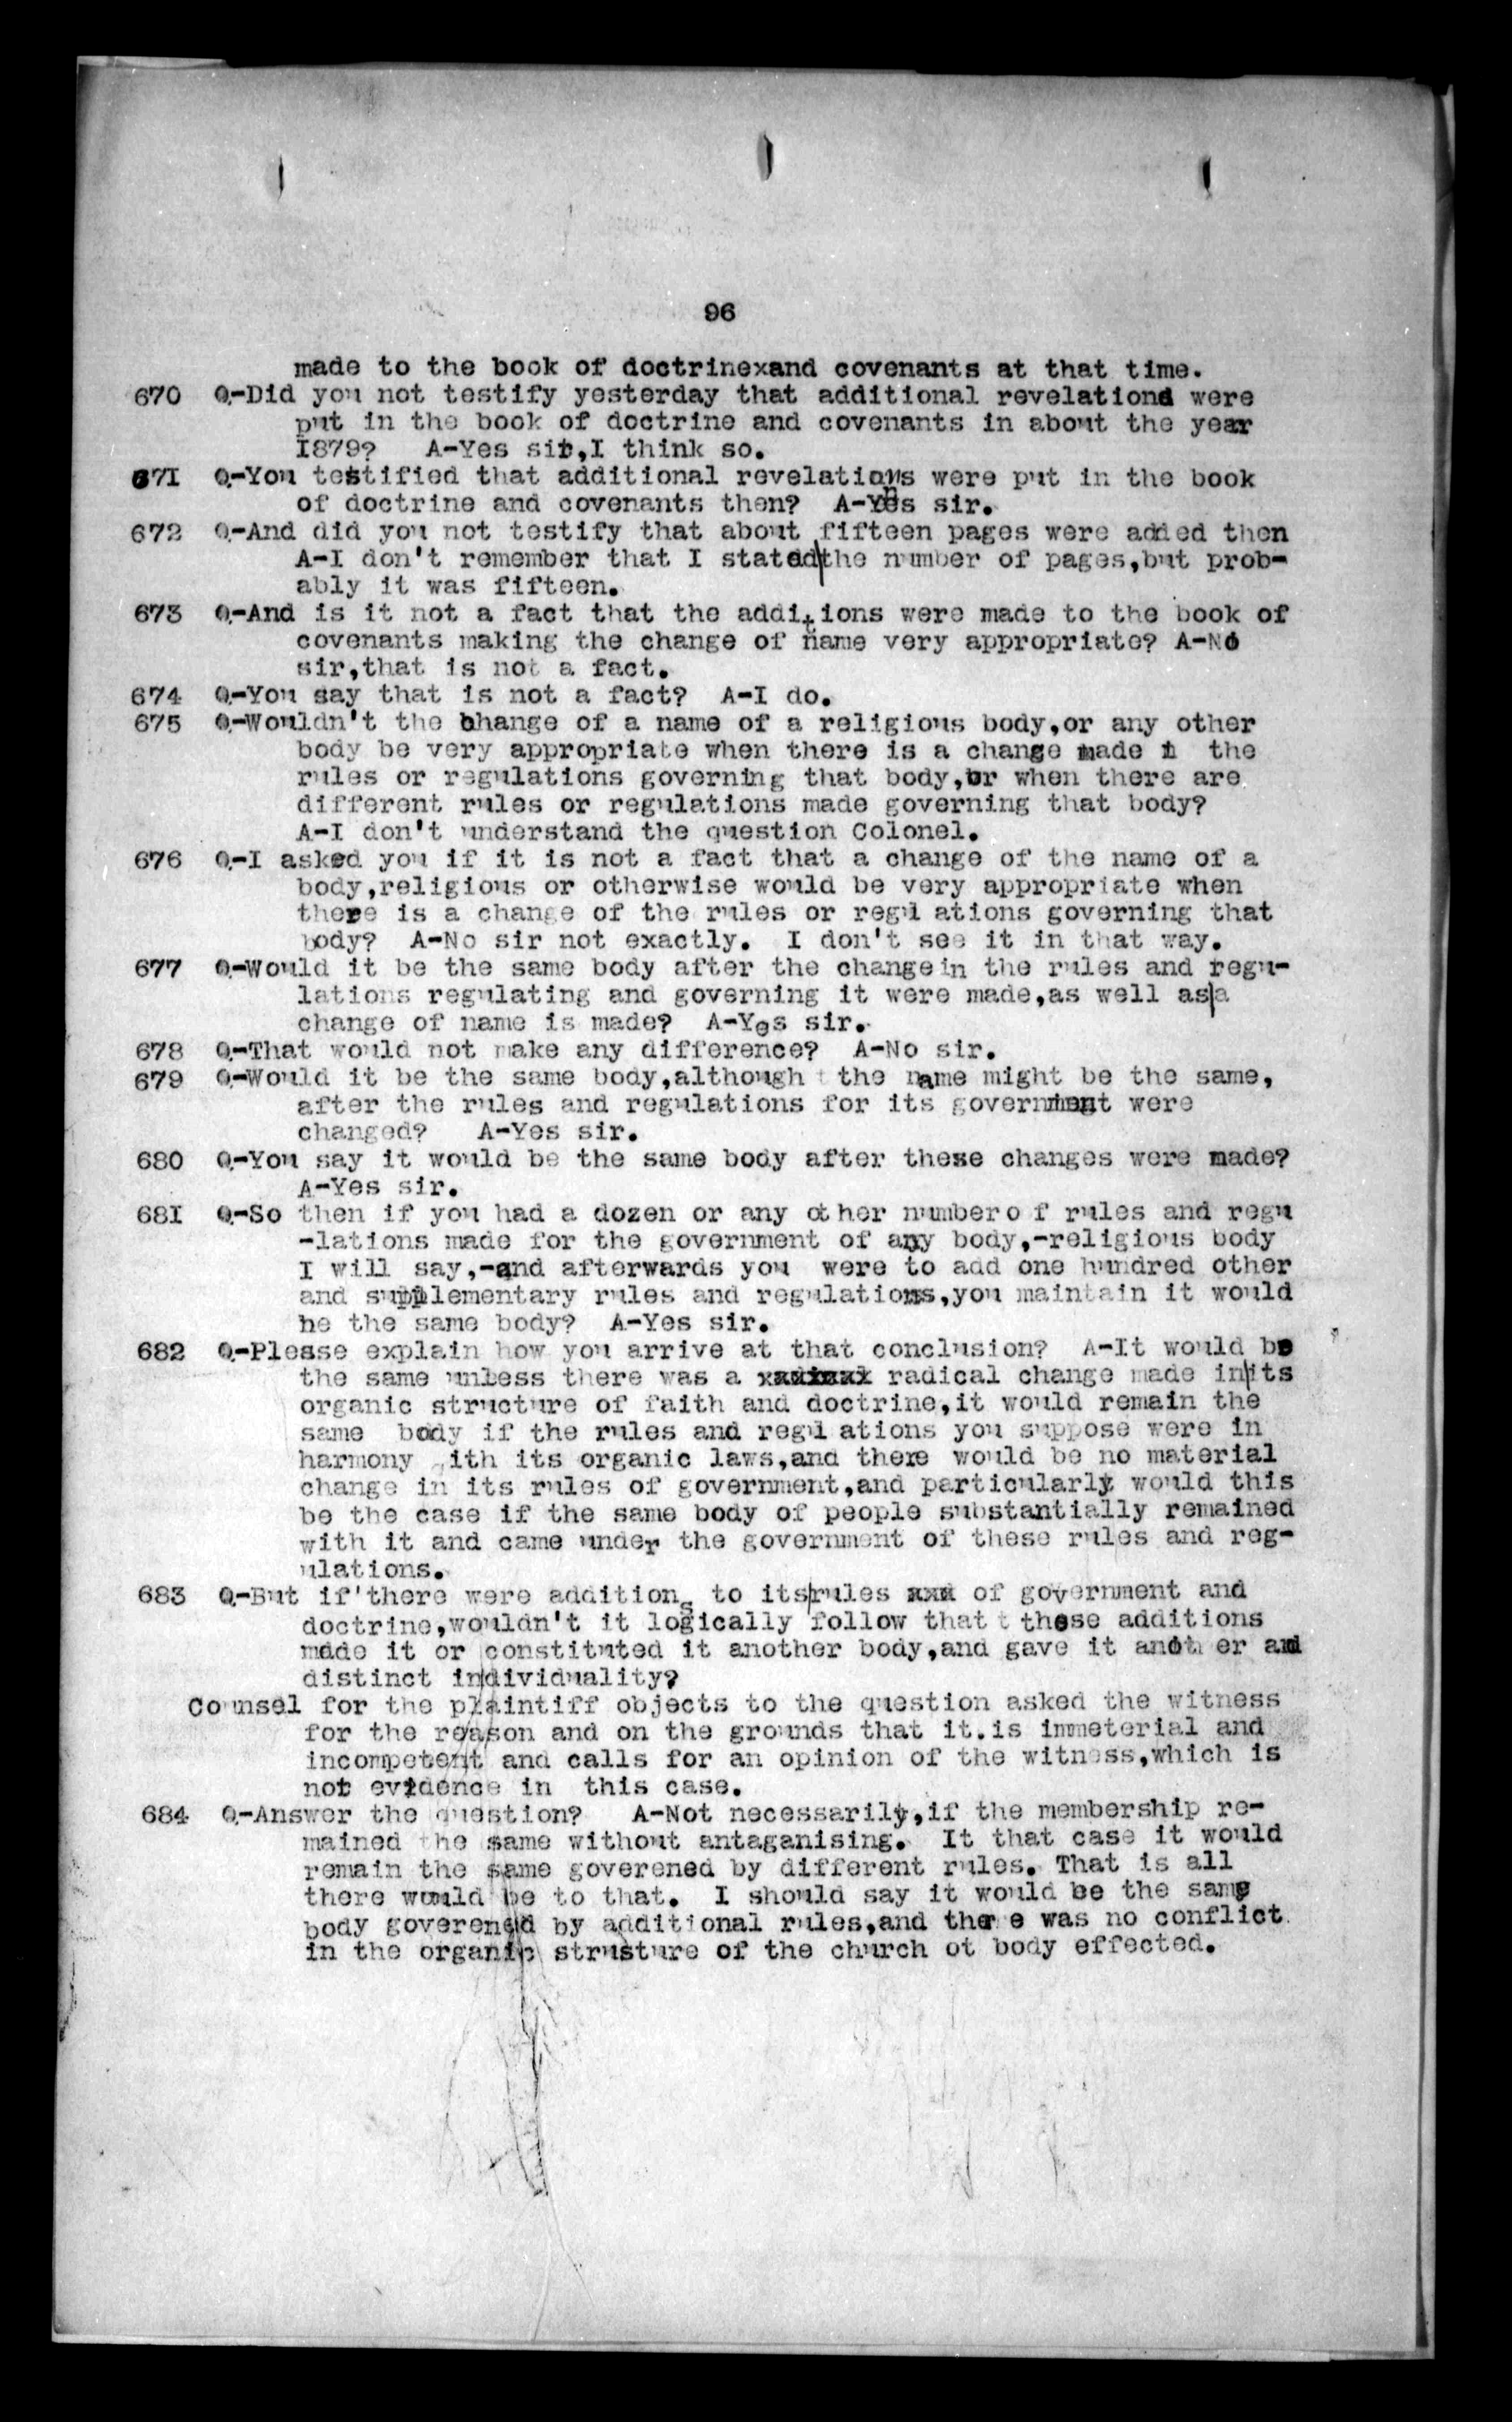 96
made to the book of doctrinexand covenants at that time.
670 Q-Did you not testify yesterday that additional revelations were
put in the book of doctrine and covenants in about the year
I879? A-Yes sir,I think so.
671 Q-You testified that additional revelations were put in the book
of doctrine and covenants then? A-Yes sir.
672 Q-And did you not testify that about fifteen pages were added then
A-I don't remember that I stated the number of pages,but prob-
ably it was fifteen.
673 Q-And is it not a fact that the additions were made to the book of
covenants making the change of name very appropriate? A-No
sir,that is not a fact.
674 Q-You say that is not a fact? A-I do.
675 Q-Wouldn't the change of a name of a religious body,or any other
body be very appropriate when there is a change made in the
rules or regulations governing that body,or when there are
different rules or regulations made governing that body?
A-I don't understand the question Colonel.
676 Q-I asked you if it is not a fact that a change of the name of a
body,religious or otherwise would be very appropriate when
there is a change of the rules or regul ations governing that
body? A-No sir not exactly. I don't see it in that way.
677 Q-Would it be the same body after the change in the rules and regu-
lations regulating and governing it were made,as well as a
change of name is made? A-Yes sir.
678 Q-That would not make any difference? A-No sir.
679 Q-Would it be the same body,although t the name might be the same,
after the rules and regulations for its government were
changed? A-Yes sir.
680 Q-You say it would be the same body after these changes were made?
A-Yes sir.
681 Q-So then if you had a dozen or any other number o f rules and regu
-lations made for the government of any body,-religious body
I will say,-and afterwards you were to add one hundred other
and supplementary rules and regulations,you maintain it would
he the same body? A-Yes sir.
682 Q-Please explain how you arrive at that conclusion? A-It would be
the same unless there was a radical change made in its
organic structure of faith and doctrine,it would remain the
same body if the rules and regul ations you suppose were in
harmony ith its organic laws,and there would be no material
change in its rules of government,and particularly would this
be the case if the same body of people substantially remained
with it and came under the government of these rules and reg-
ulations.
683 Q-But if'there were additions to its rules xxx of government and
doctrine,wouldn't it logically follow that t these additions
made it or constituted it another body,and gave it anoth er and
distinct individuality?
Counsel for the plaintiff objects to the question asked the witness
for the reason and on the grounds that it.is immeterial and
incompetent and calls for an opinion of the witness,which is
not evidence in this case.
684 Q-Answer the question? A-Not necessarily,if the membership re-
mained the same without antaganising. It that case it would
remain the same goverened by different rules. That is all
there would be to that. I should say it would be the same
body goverened by additional rules,and there was no conflict
in the organic strusture of the church ot body effected.